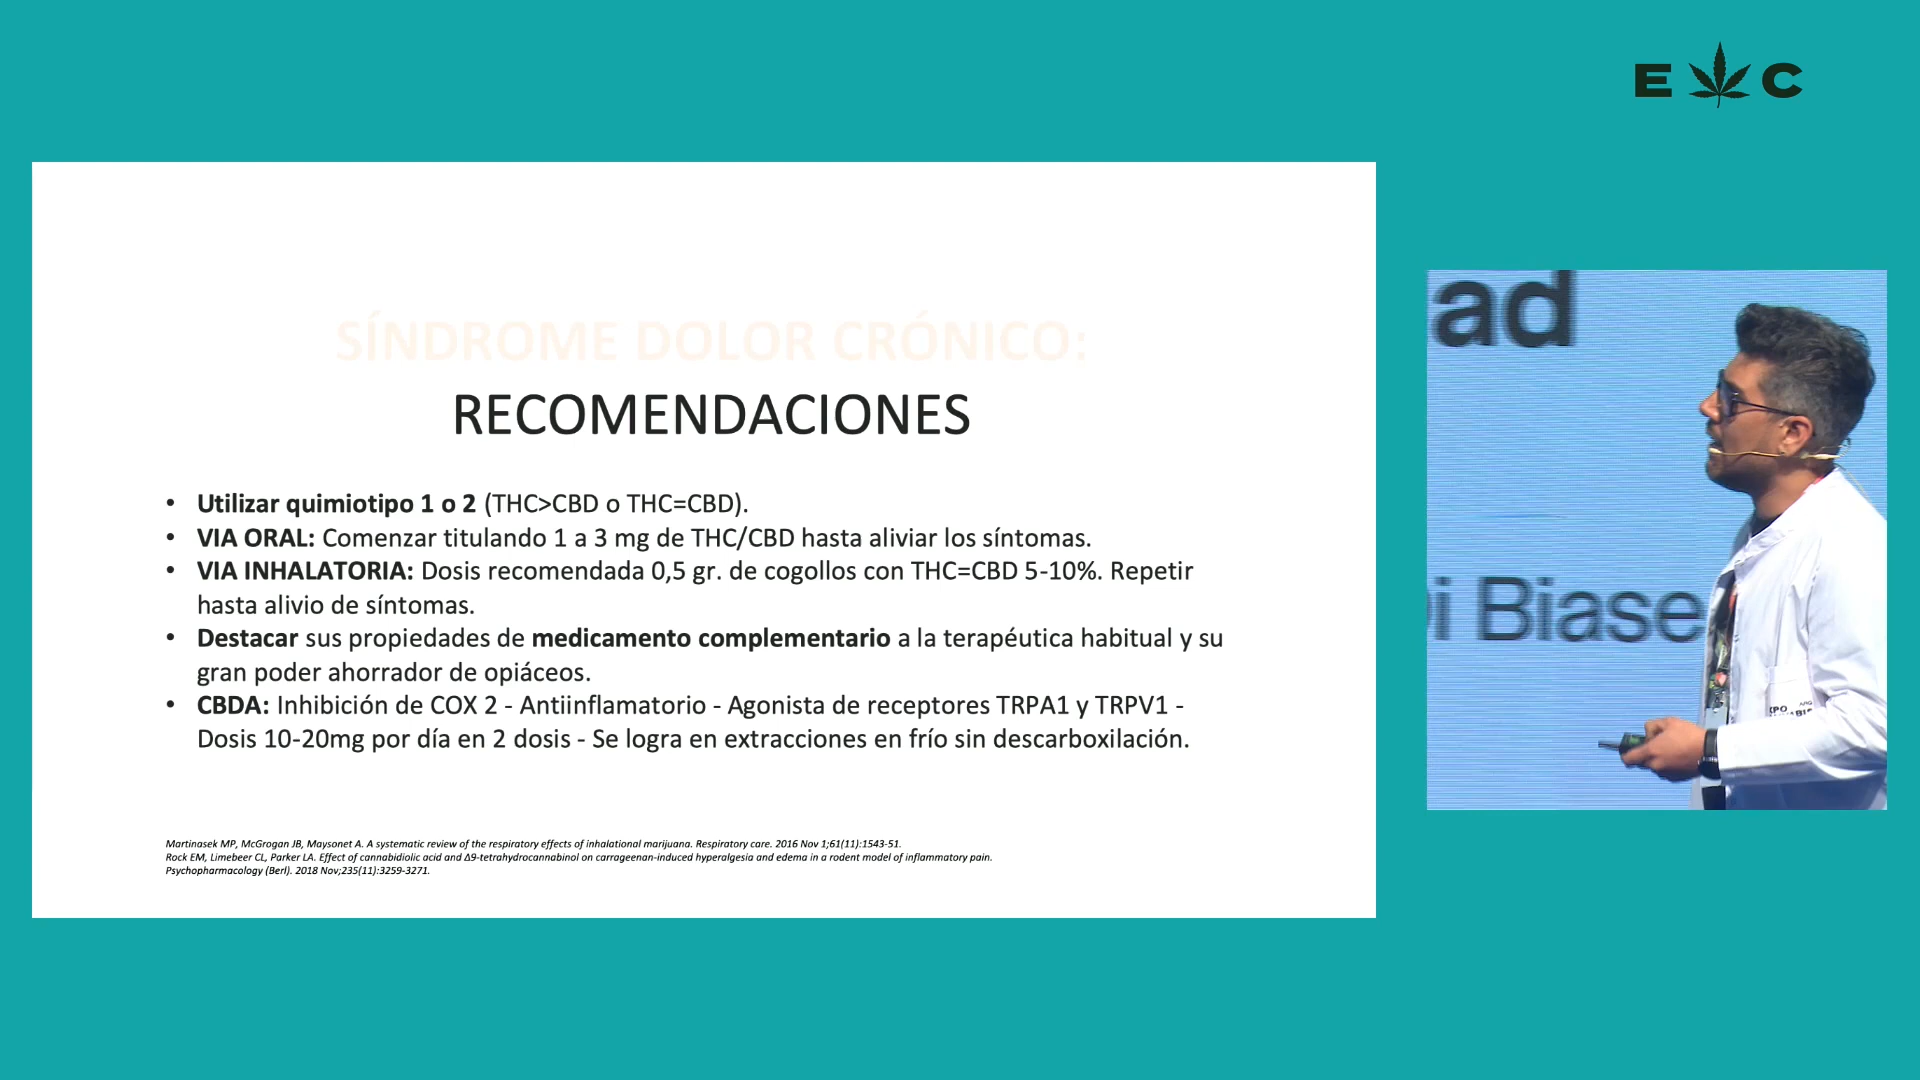 E C
SÍNDROME DOLOR CRÓNICO:
RECOMENDACIONES
• Utilizar quimiotipo 1 o 2 (THC>CBD o THC=CBD).
• VIA ORAL: Comenzar titulando 1 a 3 mg de THC/CBD hasta aliviar los síntomas.
• VIA INHALATORIA: Dosis recomendada 0,5 gr. de cogollos con THC=CBD 5-10%. Repetir
hasta alivio de síntomas.
• Destacar sus propiedades de medicamento complementario a la terapéutica habitual y su
gran poder ahorrador de opiáceos.
• CBDA: Inhibición de COX 2 - Antiinflamatorio - Agonista de receptores TRPA1 y TRPV1 -
Dosis 10-20mg por día en 2 dosis - Se logra en extracciones en frío sin descarboxilación.
Martinasek MP, McGrogan JB, Maysonet A. A systematic review of the respiratory effects of inhalational marijuana. Respiratory care. 2016 Nov 1;61(11):1543-51.
Rock EM, Limebeer CL, Parker LA. Effect of cannabidiolic acid and Δ9-tetrahydrocannabinol on carrageenan-induced hyperalgesia and edema in a rodent model of inflammatory pain.
Psychopharmacology (Berl). 2018 Nov;235(11):3259-3271.
ad
Di Biase